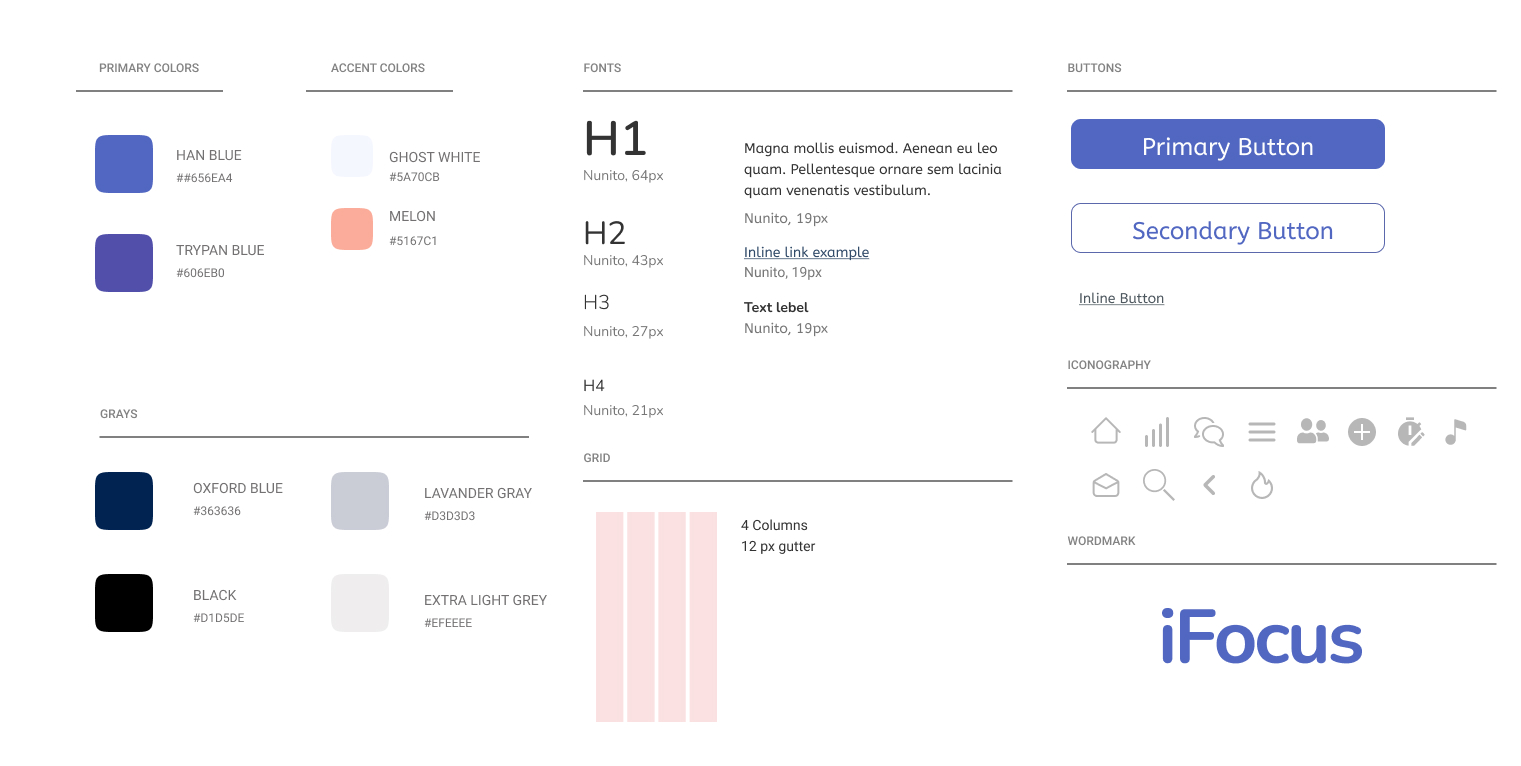 PRIMARY COLORS
HAN BLUE
##656EA4
TRYPAN BLUE
#606EB0
ACCENT COLORS
GHOST WHITE
#5A70CB
MELON
#5167C1
GRAYS
OXFORD BLUE
#363636
LAVANDER GRAY
#D3D3D3
BLACK
#D1D5DE
EXTRA LIGHT GREY
#EFEEEE
FONTS
H1
Nunito, 64px
H2
Nunito, 43px
H3
Nunito, 27px
H4
Nunito, 21px
Magna mollis euismod. Aenean eu leo
quam. Pellentesque ornare sem lacinia
quam venenatis vestibulum.
Nunito, 19px
Inline link example
Nunito, 19px
Text lebel
Nunito, 19px
GRID
4 Columns
12 px gutter
BUTTONS
Primary Button
Secondary Button
Inline Button
ICONOGRAPHY
WORDMARK
iFocus